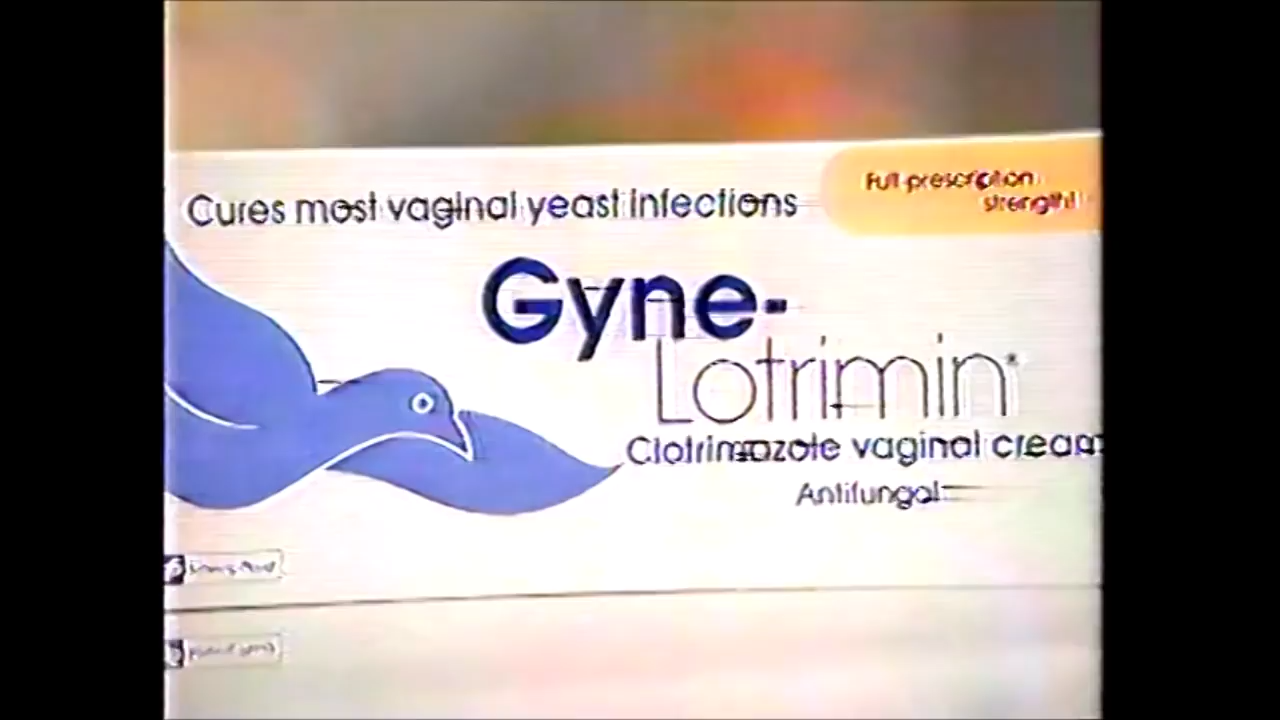 Cures most vaginal yeast infections
Full prescription
strength!
Gyne-
Lotrimin®
Clotrimazole vaginal cream
Antifungal